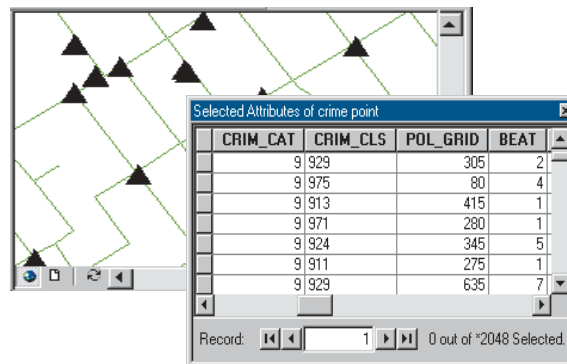 Selected Attributes of crime point
CRIM_CAT CRIM_CLS POL_GRID BEAT
9 929 305 2
9 975 80 4
9 913 415 1
9 971 280 1
9 924 345 5
9 911 275 1
9 929 635 7
Record: 1 0 out of *2048 Selected.